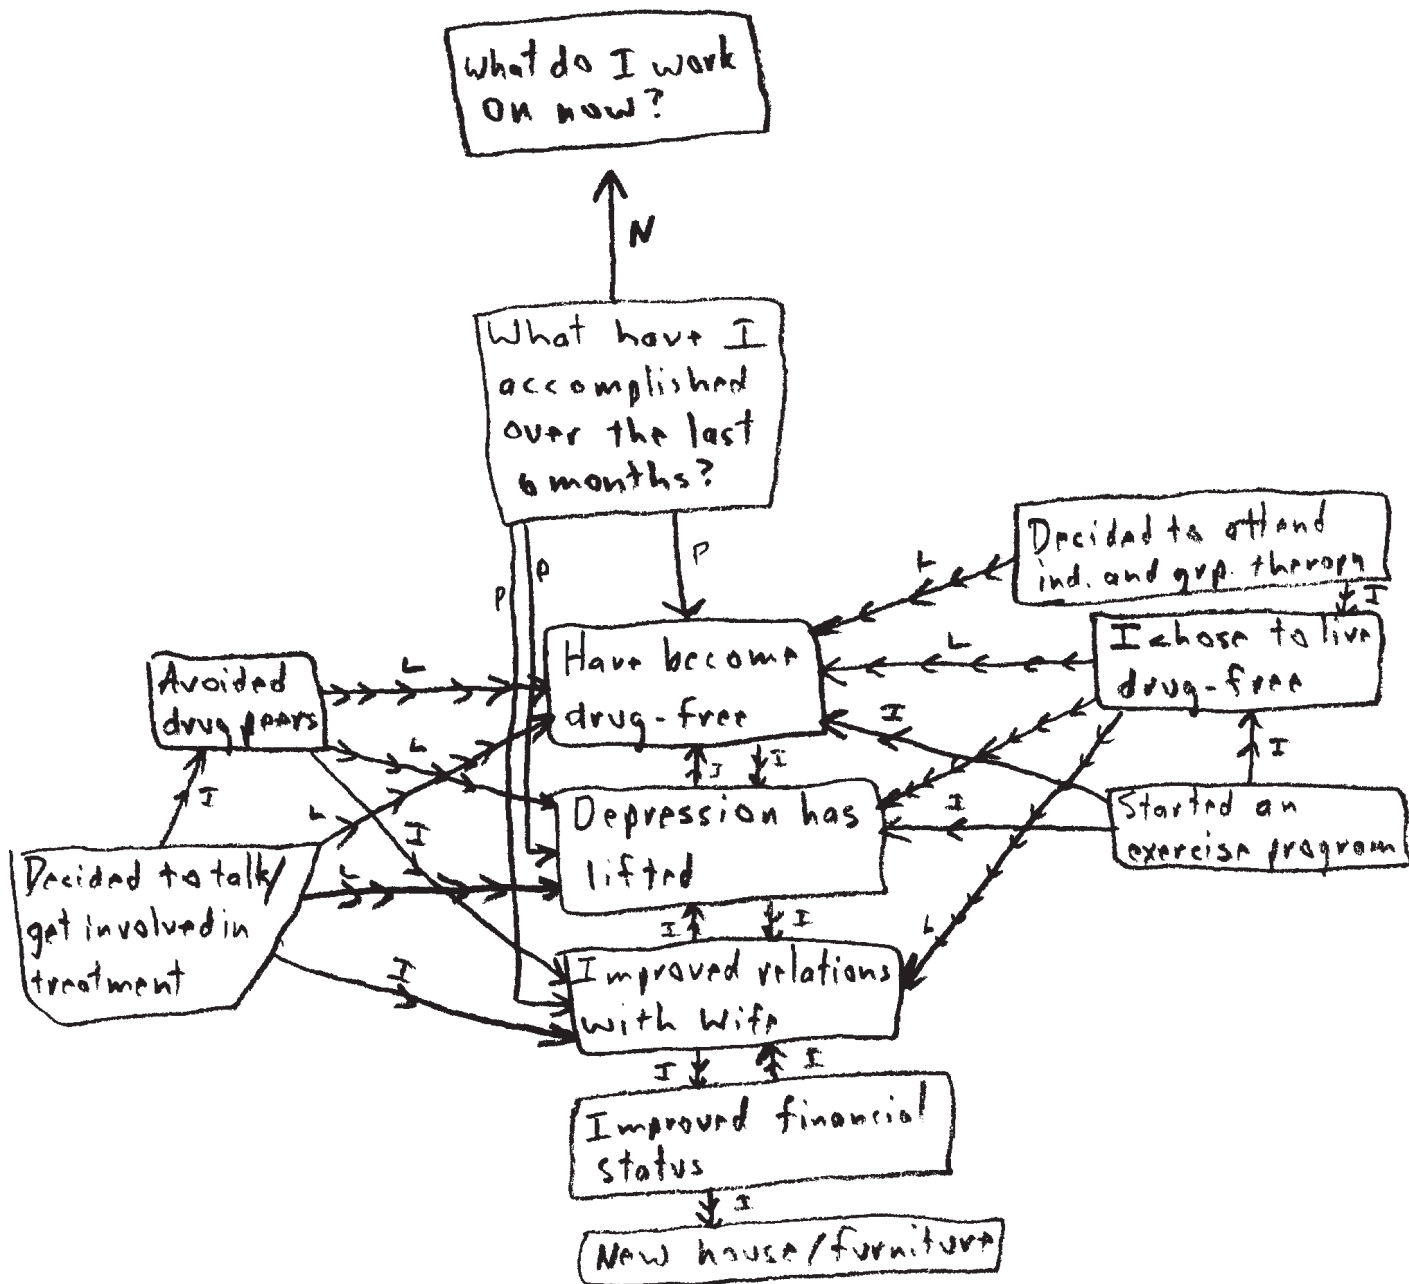 What do I work
on now?
N
What have I
accomplished
over the last
6 months?
P
P
P
Decided to attend
ind. and grp. therapy
I
L
L
I chose to live
drug-free
Have become
drug-free
Avoided
drug peers
L
L
I
I
I
I
I
Started an
exercise program
I
Depression has
lifted
L
I
L
Decided to talk/
get involved in
treatment
I
I
L
Improved relations
with wife
I
I
I
Improved financial
status
I
New house/furniture